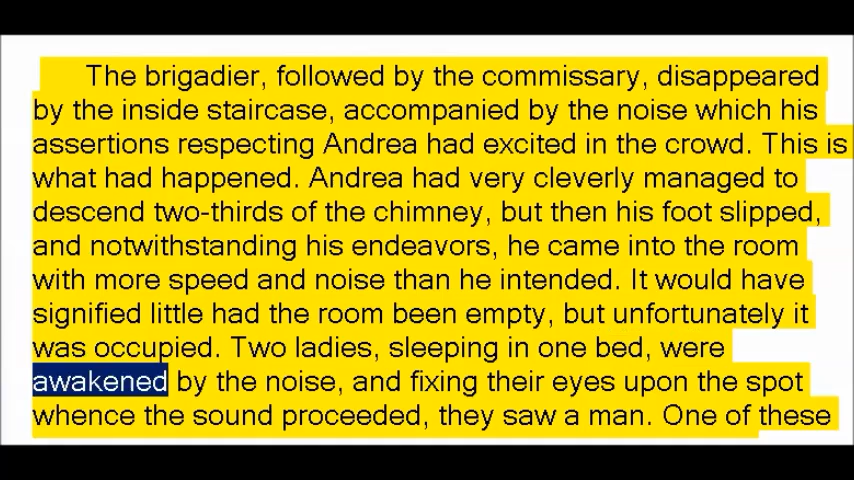 The brigadier, followed by the commissary, disappeared
by the inside staircase, accompanied by the noise which his
assertions respecting Andrea had excited in the crowd. This is
what had happened. Andrea had very cleverly managed to
descend two-thirds of the chimney, but then his foot slipped,
and notwithstanding his endeavors, he came into the room
with more speed and noise than he intended. It would have
signified little had the room been empty, but unfortunately it
was occupied. Two ladies, sleeping in one bed, were
awakened by the noise, and fixing their eyes upon the spot
whence the sound proceeded, they saw a man. One of these